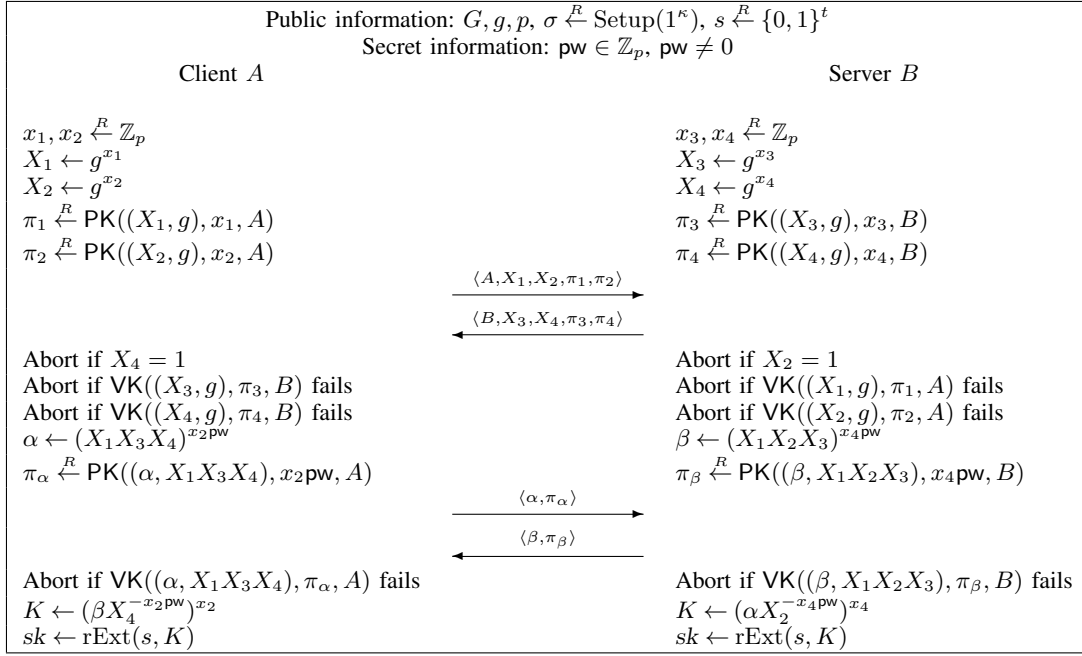 Public information: G, g, p, σ ←R Setup(1^κ), s ←R {0, 1}^t
Secret information: pw ∈ ℤ_p, pw ≠ 0
Client A Server B
x_1, x_2 ←R ℤ_p x_3, x_4 ←R ℤ_p
X_1 ← g^{x_1} X_3 ← g^{x_3}
X_2 ← g^{x_2} X_4 ← g^{x_4}
π_1 ←R PK((X_1, g), x_1, A) π_3 ←R PK((X_3, g), x_3, B)
π_2 ←R PK((X_2, g), x_2, A) π_4 ←R PK((X_4, g), x_4, B)
⟨A,X_1,X_2,π_1,π_2⟩
⟨B,X_3,X_4,π_3,π_4⟩
Abort if X_4 = 1 Abort if X_2 = 1
Abort if VK((X_3, g), π_3, B) fails Abort if VK((X_1, g), π_1, A) fails
Abort if VK((X_4, g), π_4, B) fails Abort if VK((X_2, g), π_2, A) fails
α ← (X_1X_3X_4)^{x_2pw} β ← (X_1X_2X_3)^{x_4pw}
π_α ←R PK((α, X_1X_3X_4), x_2pw, A) π_β ←R PK((β, X_1X_2X_3), x_4pw, B)
⟨α,π_α⟩
⟨β,π_β⟩
Abort if VK((α, X_1X_3X_4), π_α, A) fails Abort if VK((β, X_1X_2X_3), π_β, B) fails
K ← (βX_4^{−x_2pw})^{x_2} K ← (αX_2^{−x_4pw})^{x_4}
sk ← rExt(s, K) sk ← rExt(s, K)